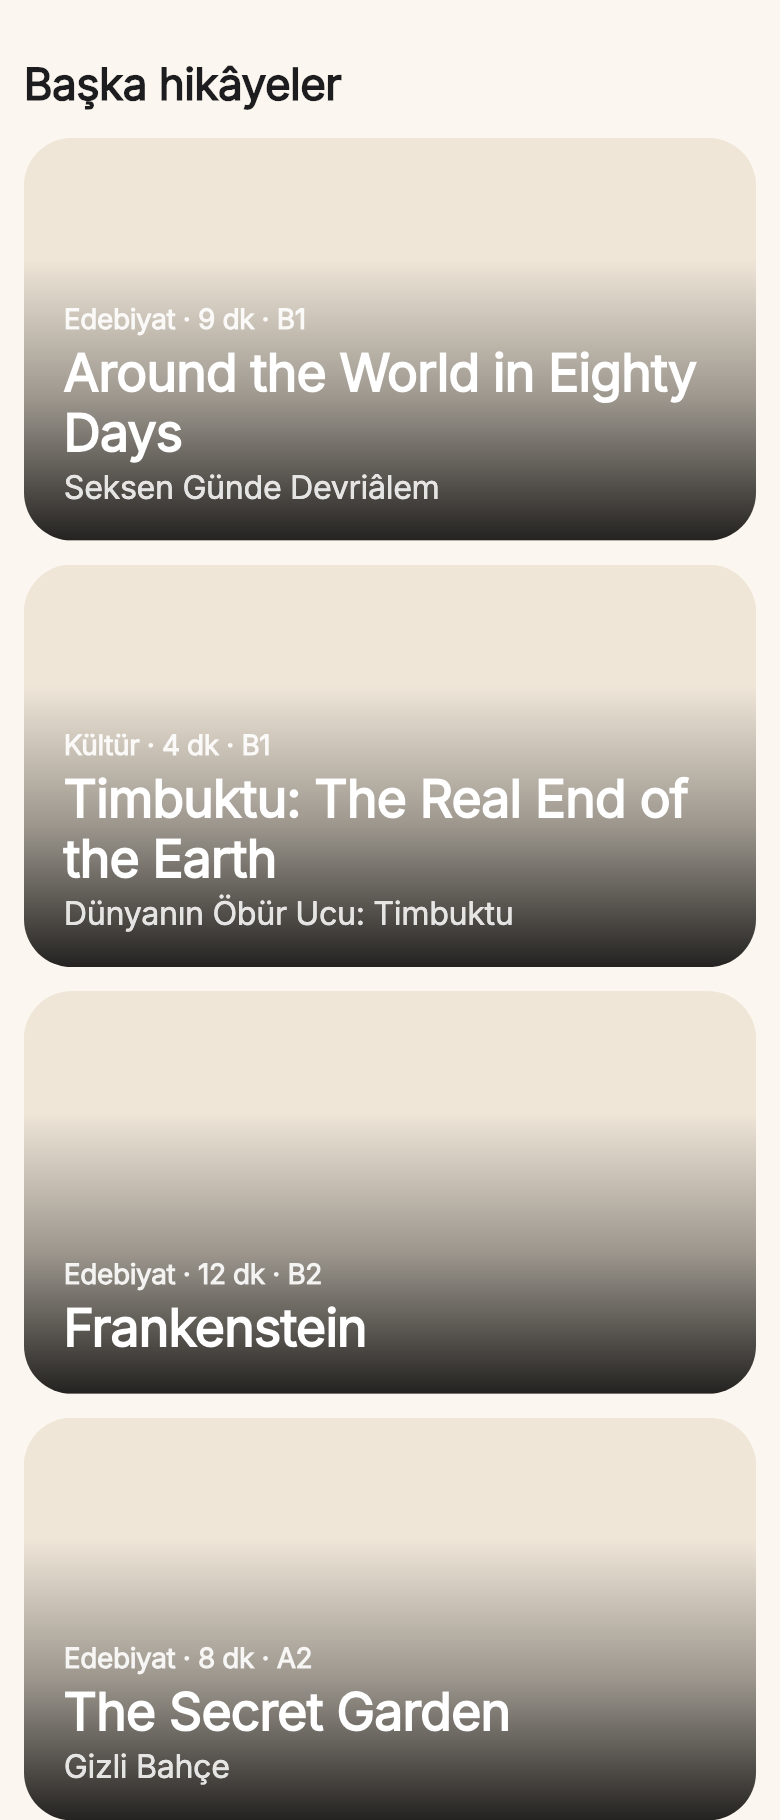 Başka hikâyeler
Edebiyat · 9 dk · B1
Around the World in Eighty
Days
Seksen Günde Devriâlem
Kültür · 4 dk · B1
Timbuktu: The Real End of
the Earth
Dünyanın Öbür Ucu: Timbuktu
Edebiyat · 12 dk · B2
Frankenstein
Edebiyat · 8 dk · A2
The Secret Garden
Gizli Bahçe